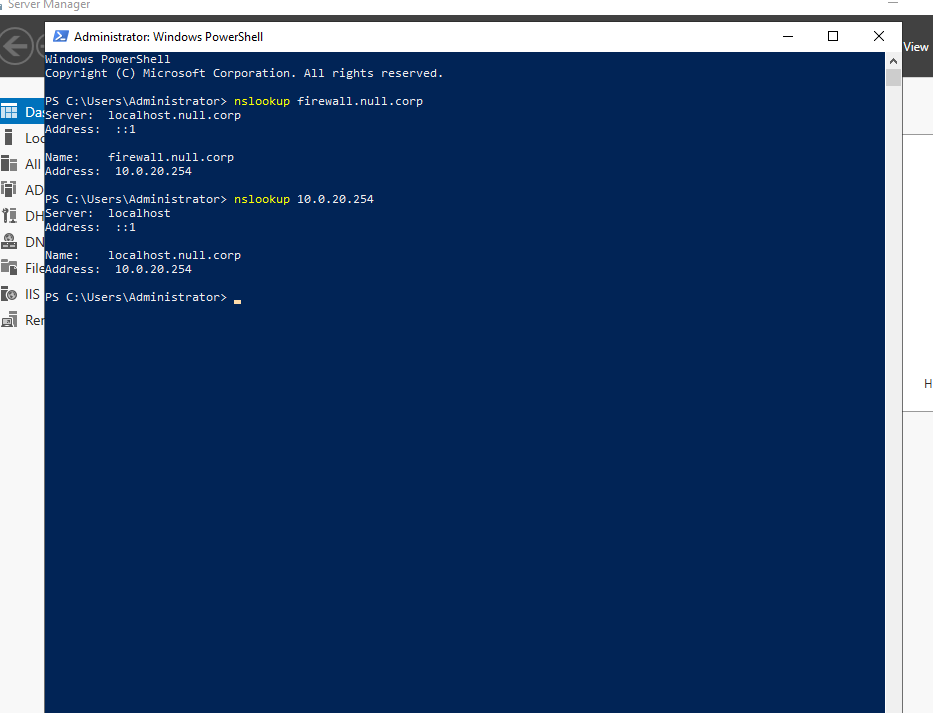 Server Manager
Administrator: Windows PowerShell
View
Windows PowerShell
Copyright (C) Microsoft Corporation. All rights reserved.
PS C:\Users\Administrator> nslookup firewall.null.corp
Server:  localhost.null.corp
Address:  ::1
Name:    firewall.null.corp
Address:  10.0.20.254
PS C:\Users\Administrator> nslookup 10.0.20.254
Server:  localhost
Address:  ::1
Name:    localhost.null.corp
Address:  10.0.20.254
PS C:\Users\Administrator>
Das
Loc
All
AD
DH
DN
File
IIS
Rer
H